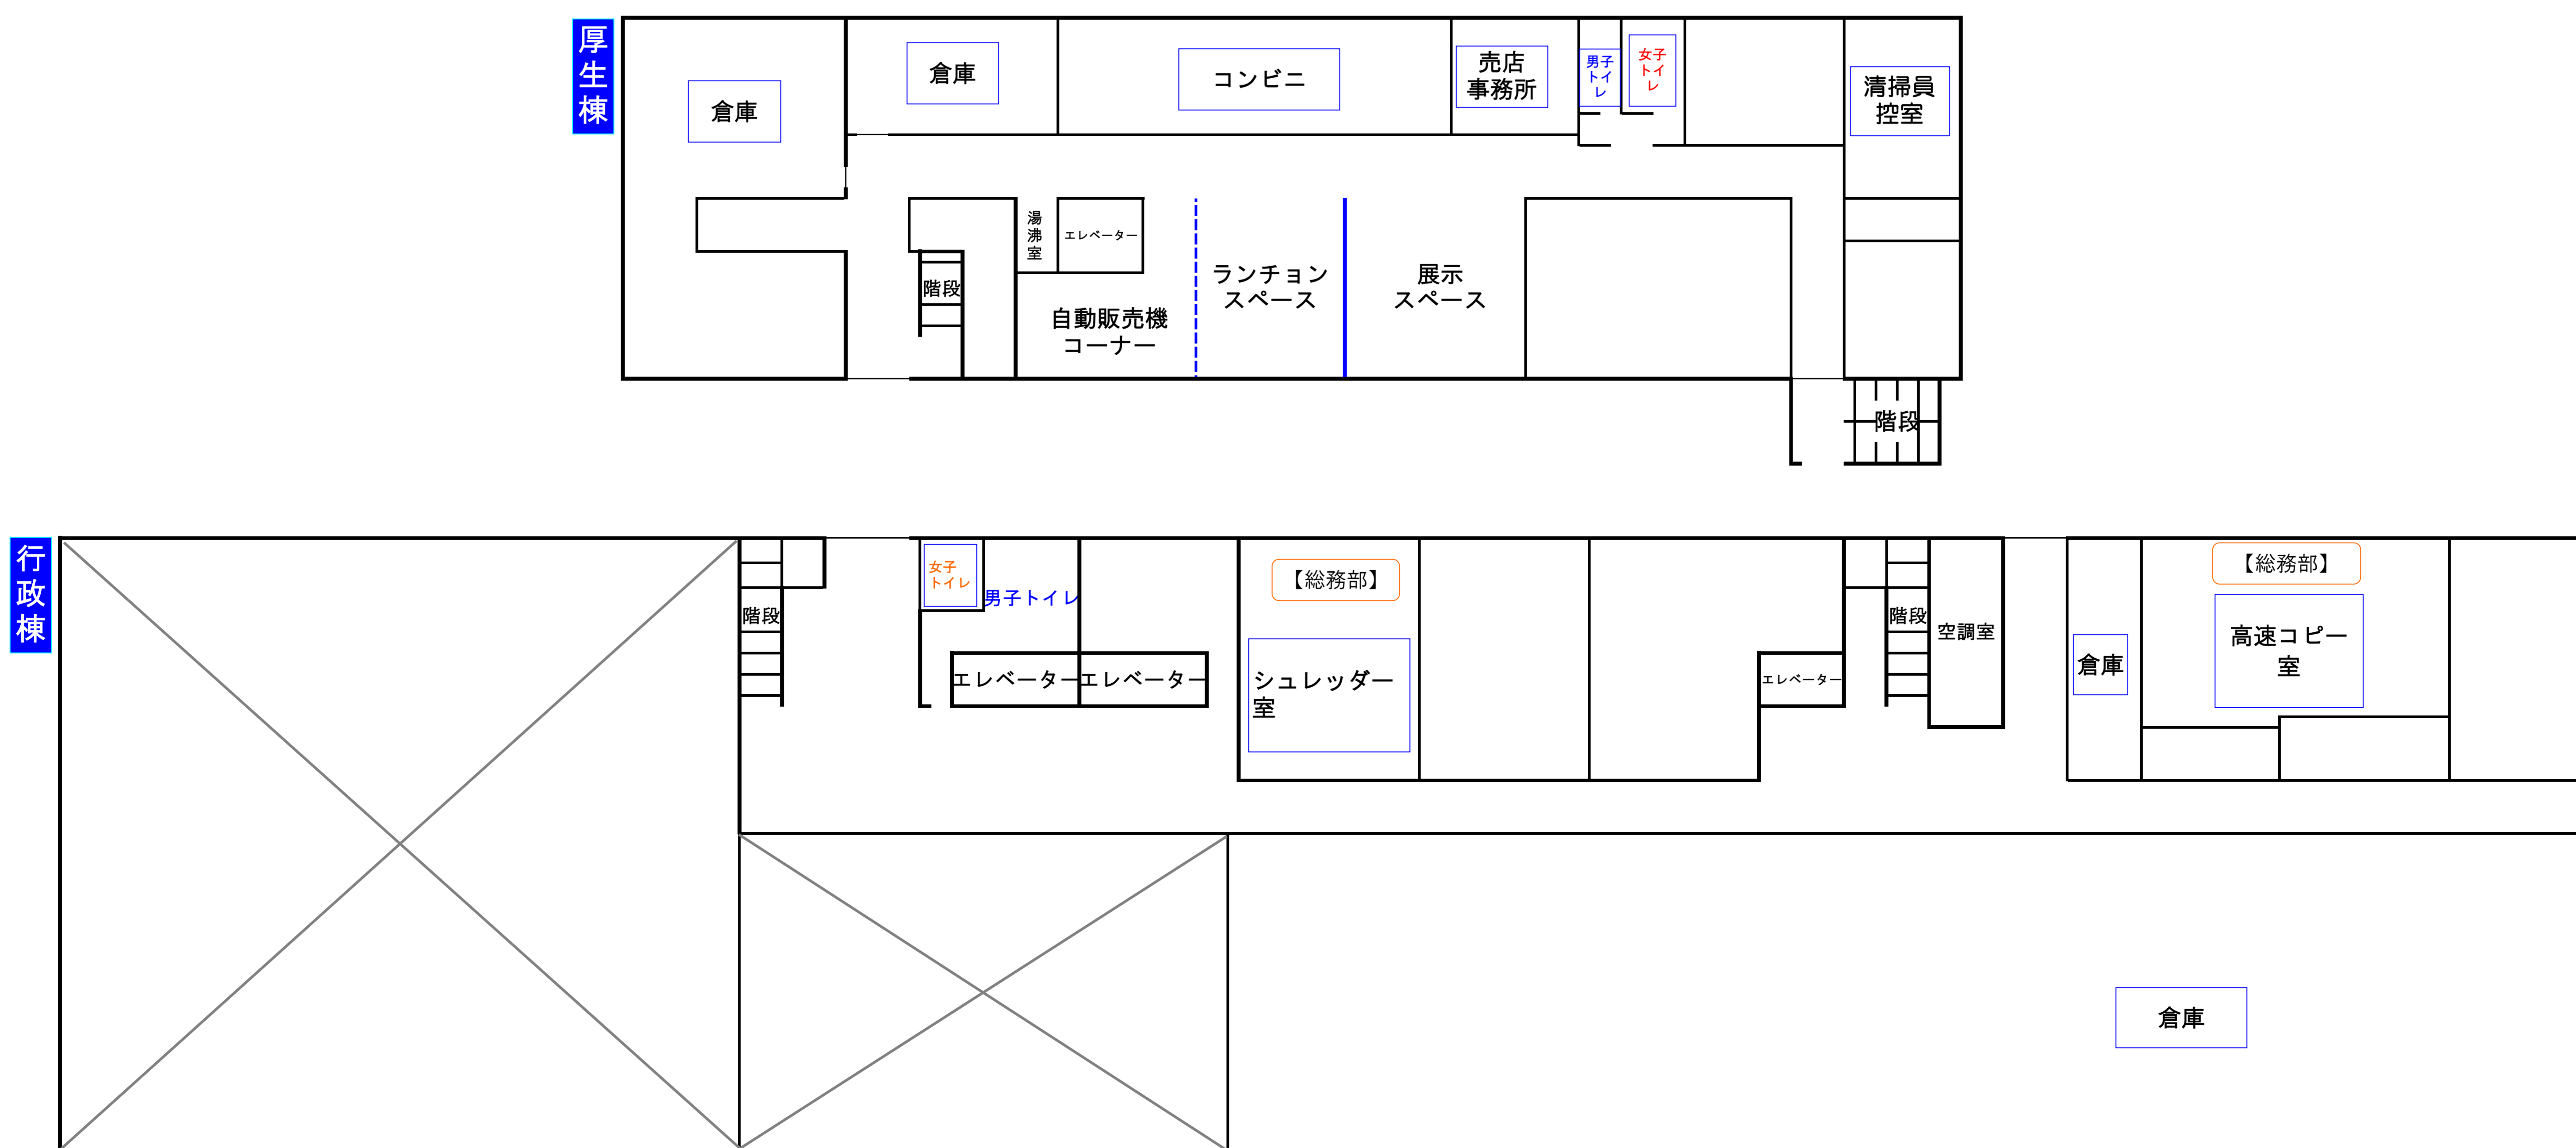 厚生棟
倉庫
倉庫
コンビニ
売店
事務所
男子
トイ
レ
女子
トイ
レ
清掃員
控室
湯沸室
エレベーター
階段
自動販売機
コーナー
ランチョン
スペース
展示
スペース
階段
行政棟
階段
女子
トイレ
男子トイレ
エレベーター
エレベーター
【総務部】
シュレッダー
室
エレベーター
階段
空調室
倉庫
【総務部】
高速コピー
室
倉庫